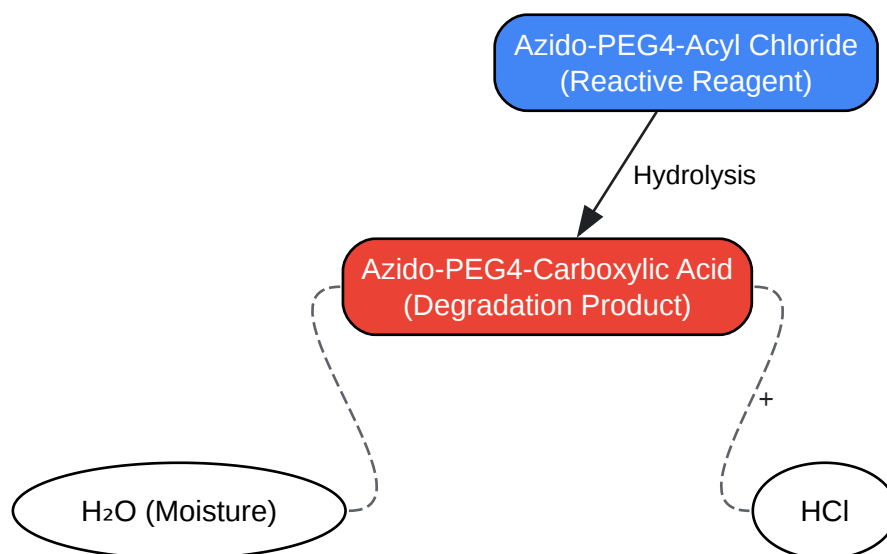 Azido-PEG4-Acyl Chloride
(Reactive Reagent)
Hydrolysis
Azido-PEG4-Carboxylic Acid
(Degradation Product)
+
H₂O (Moisture)
HCl